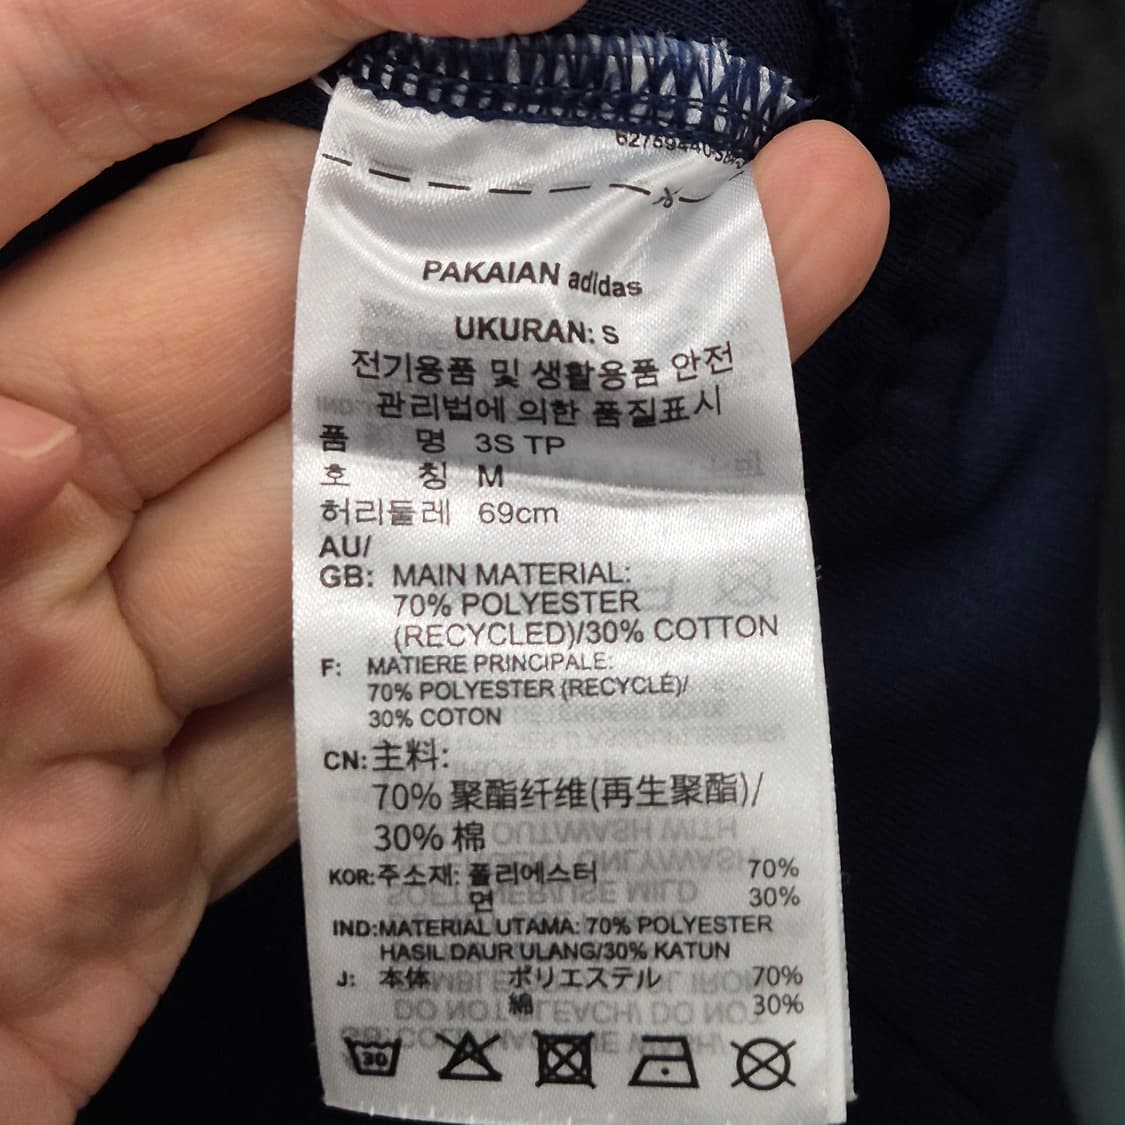 PAKAIAN adidas
UKURAN: S
전기용품 및 생활용품 안전
관리법에 의한 품질표시
품 명 3S TP
호 칭 M
허리둘레 69cm
AU/
GB: MAIN MATERIAL:
70% POLYESTER
(RECYCLED)/30% COTTON
F: MATIERE PRINCIPALE:
70% POLYESTER (RECYCLÉ)/
30% COTON
CN: 主料:
70% 聚酯纤维(再生聚酯)/
30% 棉
KOR: 주소재: 폴리에스터 70%
면 30%
IND: MATERIAL UTAMA: 70% POLYESTER
HASIL DAUR ULANG/30% KATUN
J: 本体 ポリエステル 70%
綿 30%
30